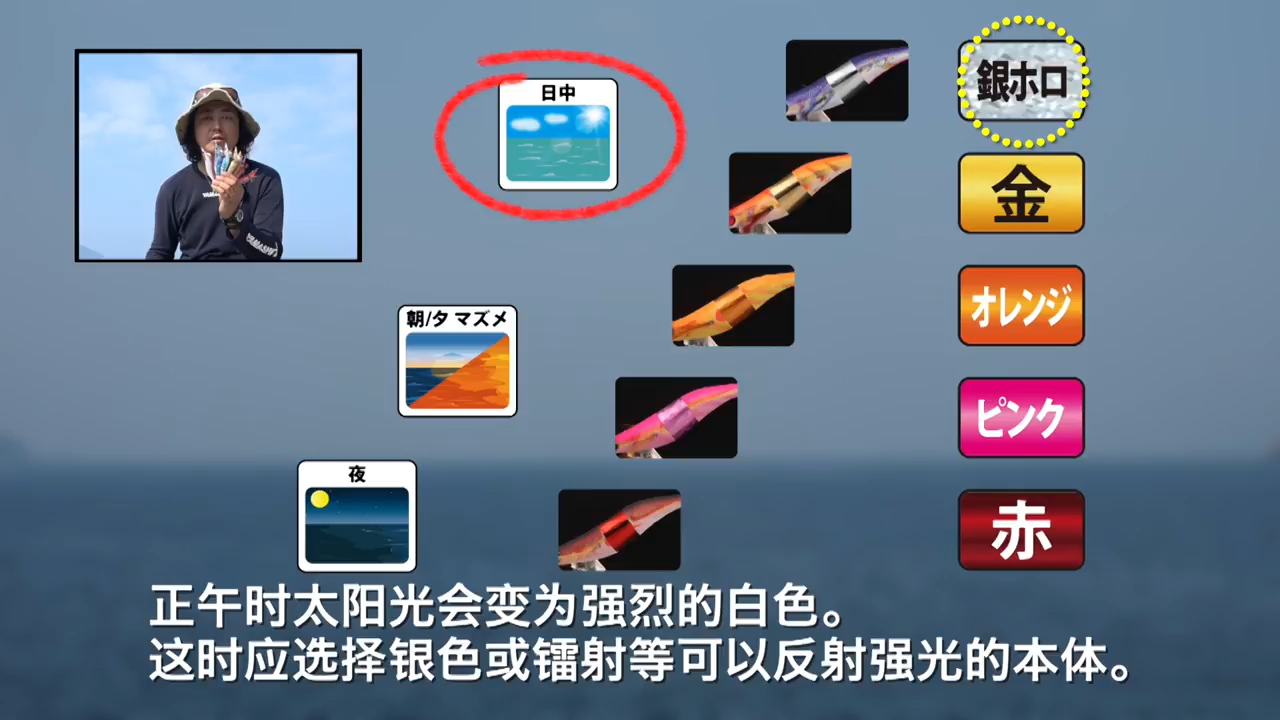 日中
銀ホロ
金
朝/夕 マズメ
オレンジ
ピンク
夜
赤
正午时太阳光会变为强烈的白色。
这时应选择银色或镭射等可以反射强光的本体。